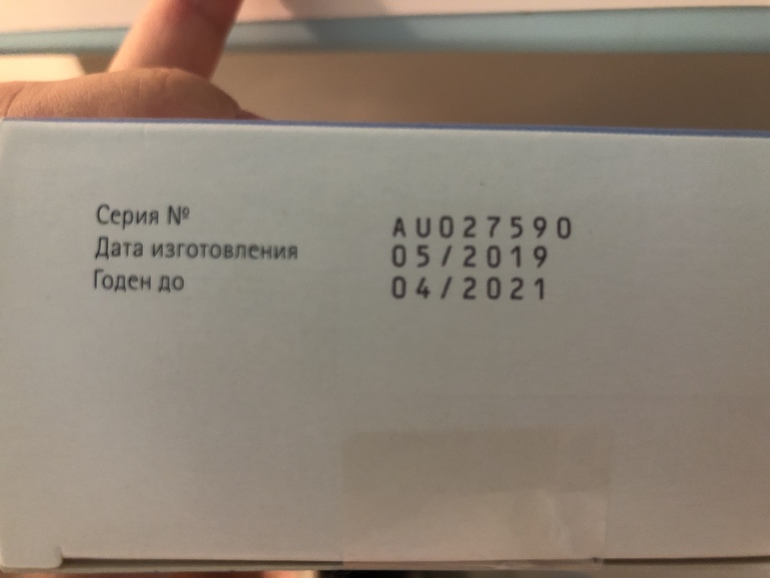 Серия № AU027590
Дата изготовления 05/2019
Годен до 04/2021